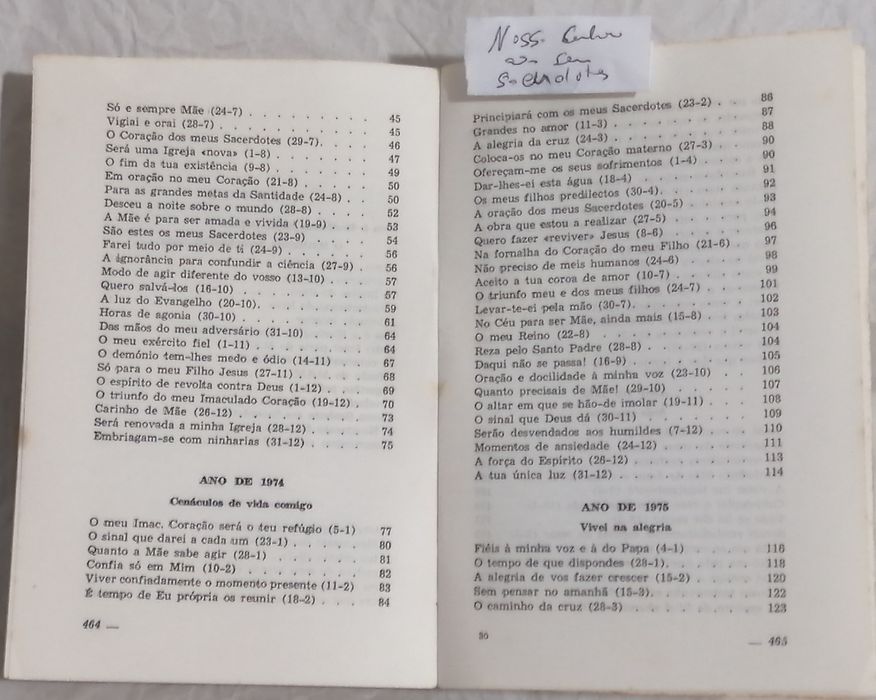 Só e sempre Mãe (24-7) . . . . . . . . . 45
Vigiai e orai (28-7) . . . . . . . . . . 45
O Coração dos meus Sacerdotes (29-7). . . . 46
Será uma Igreja «nova» (1-8) . . . . . . . 47
O fim da tua existência (9-8) . . . . . . . 49
Em oração no meu Coração (21-8) . . . . . 50
Para as grandes metas da Santidade (24-8) . . 50
Desceu a noite sobre o mundo (28-8) . . . . 52
A Mãe é para ser amada e vivida (19-9) . . . 53
São estes os meus Sacerdotes (23-9) . . . . 54
Farei tudo por meio de ti (24-9) . . . . . . 56
A ignorância para confundir a ciência (27-9) . 56
Modo de agir diferente do vosso (13-10) . . . 57
Quero salvá-los (16-10) . . . . . . . . . 57
A luz do Evangelho (20-10). . . . . . . . 59
Horas de agonia (30-10) . . . . . . . . . 61
Das mãos do meu adversário (31-10) . . . . 64
O meu exército fiel (1-11) . . . . . . . . 64
O demónio tem-lhes medo e ódio (14-11) . . . 67
Só para o meu Filho Jesus (27-11) . . . . . 68
O espírito de revolta contra Deus (1-12) . . . 69
O triunfo do meu Imaculado Coração (19-12) . 70
Carinho de Mãe (26-12) . . . . . . . . . 73
Será renovada a minha Igreja (28-12) . . . . 74
Embriagam-se com ninharias (31-12) . . . . 75
ANO DE 1974
Cenáculos de vida comigo
O meu Imac. Coração será o teu refúgio (5-1) 77
O sinal que darei a cada um (23-1) . . . . . 80
Quanto a Mãe sabe agir (28-1) . . . . . . . 81
Confia só em Mim (10-2) . . . . . . . . . 82
Viver confiadamente o momento presente (11-2) 83
É tempo de Eu própria os reunir (18-2) . . . 84
464 —
Nosso
Sacerdotes
Principiará com os meus Sacerdotes (23-2) . . 86
Grandes no amor (11-3) . . . . . . . . . 87
A alegria da cruz (24-3) . . . . . . . . . 88
Coloca-os no meu Coração materno (27-3) . . 90
Ofereçam-me os seus sofrimentos (1-4) . . . 90
Dar-lhes-ei esta água (18-4) . . . . . . . 91
Os meus filhos predilectos (30-4). . . . . . 92
A oração dos meus Sacerdotes (20-5) . . . . 93
A obra que estou a realizar (27-5) . . . . . 94
Quero fazer «reviver» Jesus (8-6) . . . . . 96
Na fornalha do Coração do meu Filho (21-6) . 97
Não preciso de meis humanos (24-6) . . . . 98
Aceito a tua coroa de amor (10-7) . . . . . 99
O triunfo meu e dos meus filhos (24-7) . . . 101
Levar-te-ei pela mão (30-7). . . . . . . . 102
No Céu para ser Mãe, ainda mais (15-8) . . . 103
O meu Reino (22-8) . . . . . . . . . . 104
Reza pelo Santo Padre (28-8) . . . . . . . 104
Daqui não se passa! (16-9) . . . . . . . . 105
Oração e docilidade à minha voz (23-10) . . . 106
Quanto precisais de Mãe! (29-10) . . . . . . 107
O altar em que se hão-de imolar (19-11) . . . 108
O sinal que Deus dá (30-11) . . . . . . . 109
Serão desvendados aos humildes (7-12) . . . 110
Momentos de ansiedade (24-12) . . . . . . 111
A força do Espírito (26-12) . . . . . . . . 113
A tua única luz (31-12) . . . . . . . . . 114
ANO DE 1975
Vivei na alegria
Fiéis à minha voz e à do Papa (4-1) . . . . 116
O tempo de que dispondes (28-1). . . . . . 118
A alegria de vos fazer crescer (15-2) . . . . 120
Sem pensar no amanhã (15-3). . . . . . . 122
O caminho da cruz (28-3) . . . . . . . . 123
30
— 465